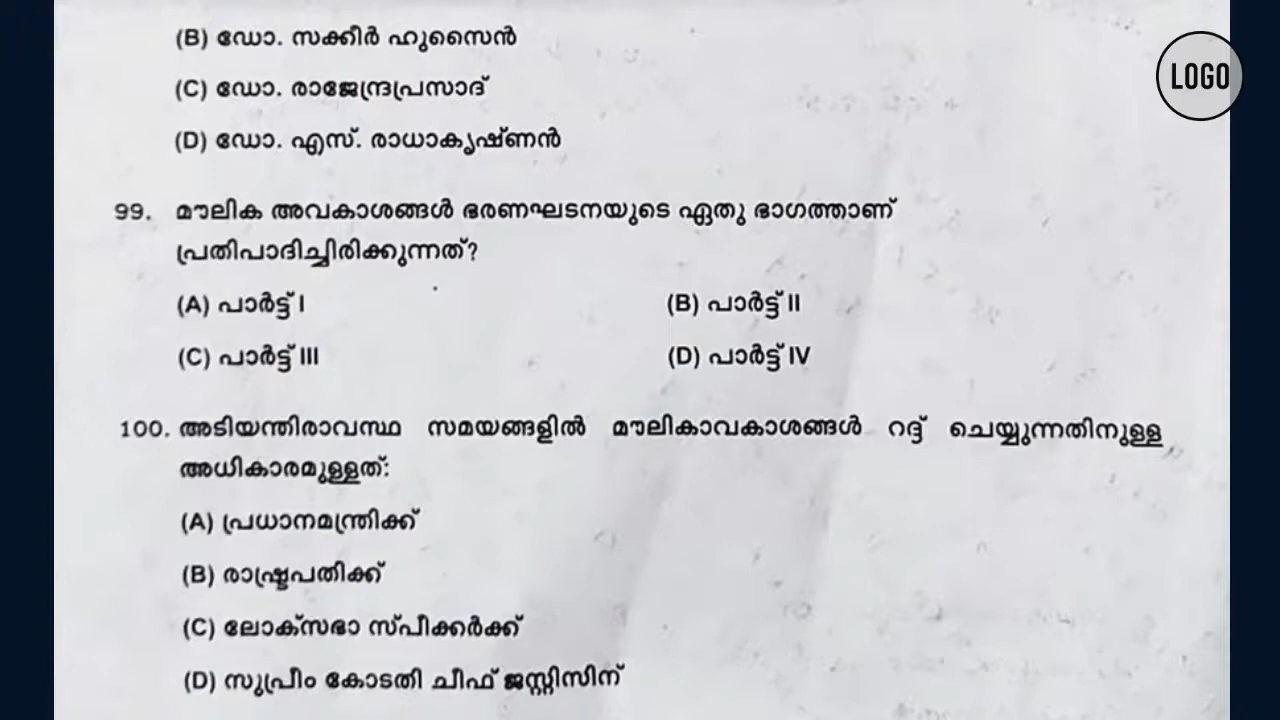 (B) ഡോ. സക്കീർ ഹുസൈൻ
LOGO
(C) ഡോ. രാജേന്ദ്രപ്രസാദ്
(D) ഡോ. എസ്. രാധാകൃഷ്ണൻ
99. മൗലിക അവകാശങ്ങൾ ഭരണഘടനയുടെ ഏതു ഭാഗത്താണ്
പ്രതിപാദിച്ചിരിക്കുന്നത്?
(A) പാർട്ട് I (B) പാർട്ട് II
(C) പാർട്ട് III (D) പാർട്ട് IV
100. അടിയന്തിരാവസ്ഥ സമയങ്ങളിൽ മൗലികാവകാശങ്ങൾ റദ്ദ് ചെയ്യുന്നതിനുള്ള
അധികാരമുള്ളത്:
(A) പ്രധാനമന്ത്രിക്ക്
(B) രാഷ്ട്രപതിക്ക്
(C) ലോക്സഭാ സ്പീക്കർക്ക്
(D) സുപ്രീം കോടതി ചീഫ് ജസ്റ്റിസിന്